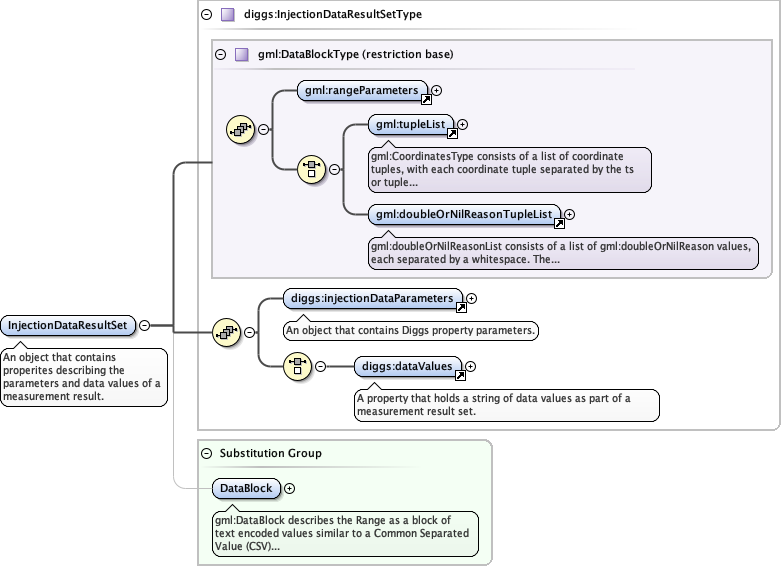 diggs:InjectionDataResultSetType
gml:DataBlockType (restriction base)
gml:rangeParameters
gml:tupleList
gml:CoordinatesType consists of a list of coordinate
tuples, with each coordinate tuple separated by the ts
or tuple...
gml:doubleOrNilReasonTupleList
gml:doubleOrNilReasonList consists of a list of gml:doubleOrNilReason values,
each separated by a whitespace. The...
diggs:injectionDataParameters
An object that contains Diggs property parameters.
diggs:dataValues
A property that holds a string of data values as part of a
measurement result set.
InjectionDataResultSet
An object that contains
properites describing the
parameters and data values of a
measurement result.
Substitution Group
DataBlock
gml:DataBlock describes the Range as a block of
text encoded values similar to a Common Separated
Value (CSV)...